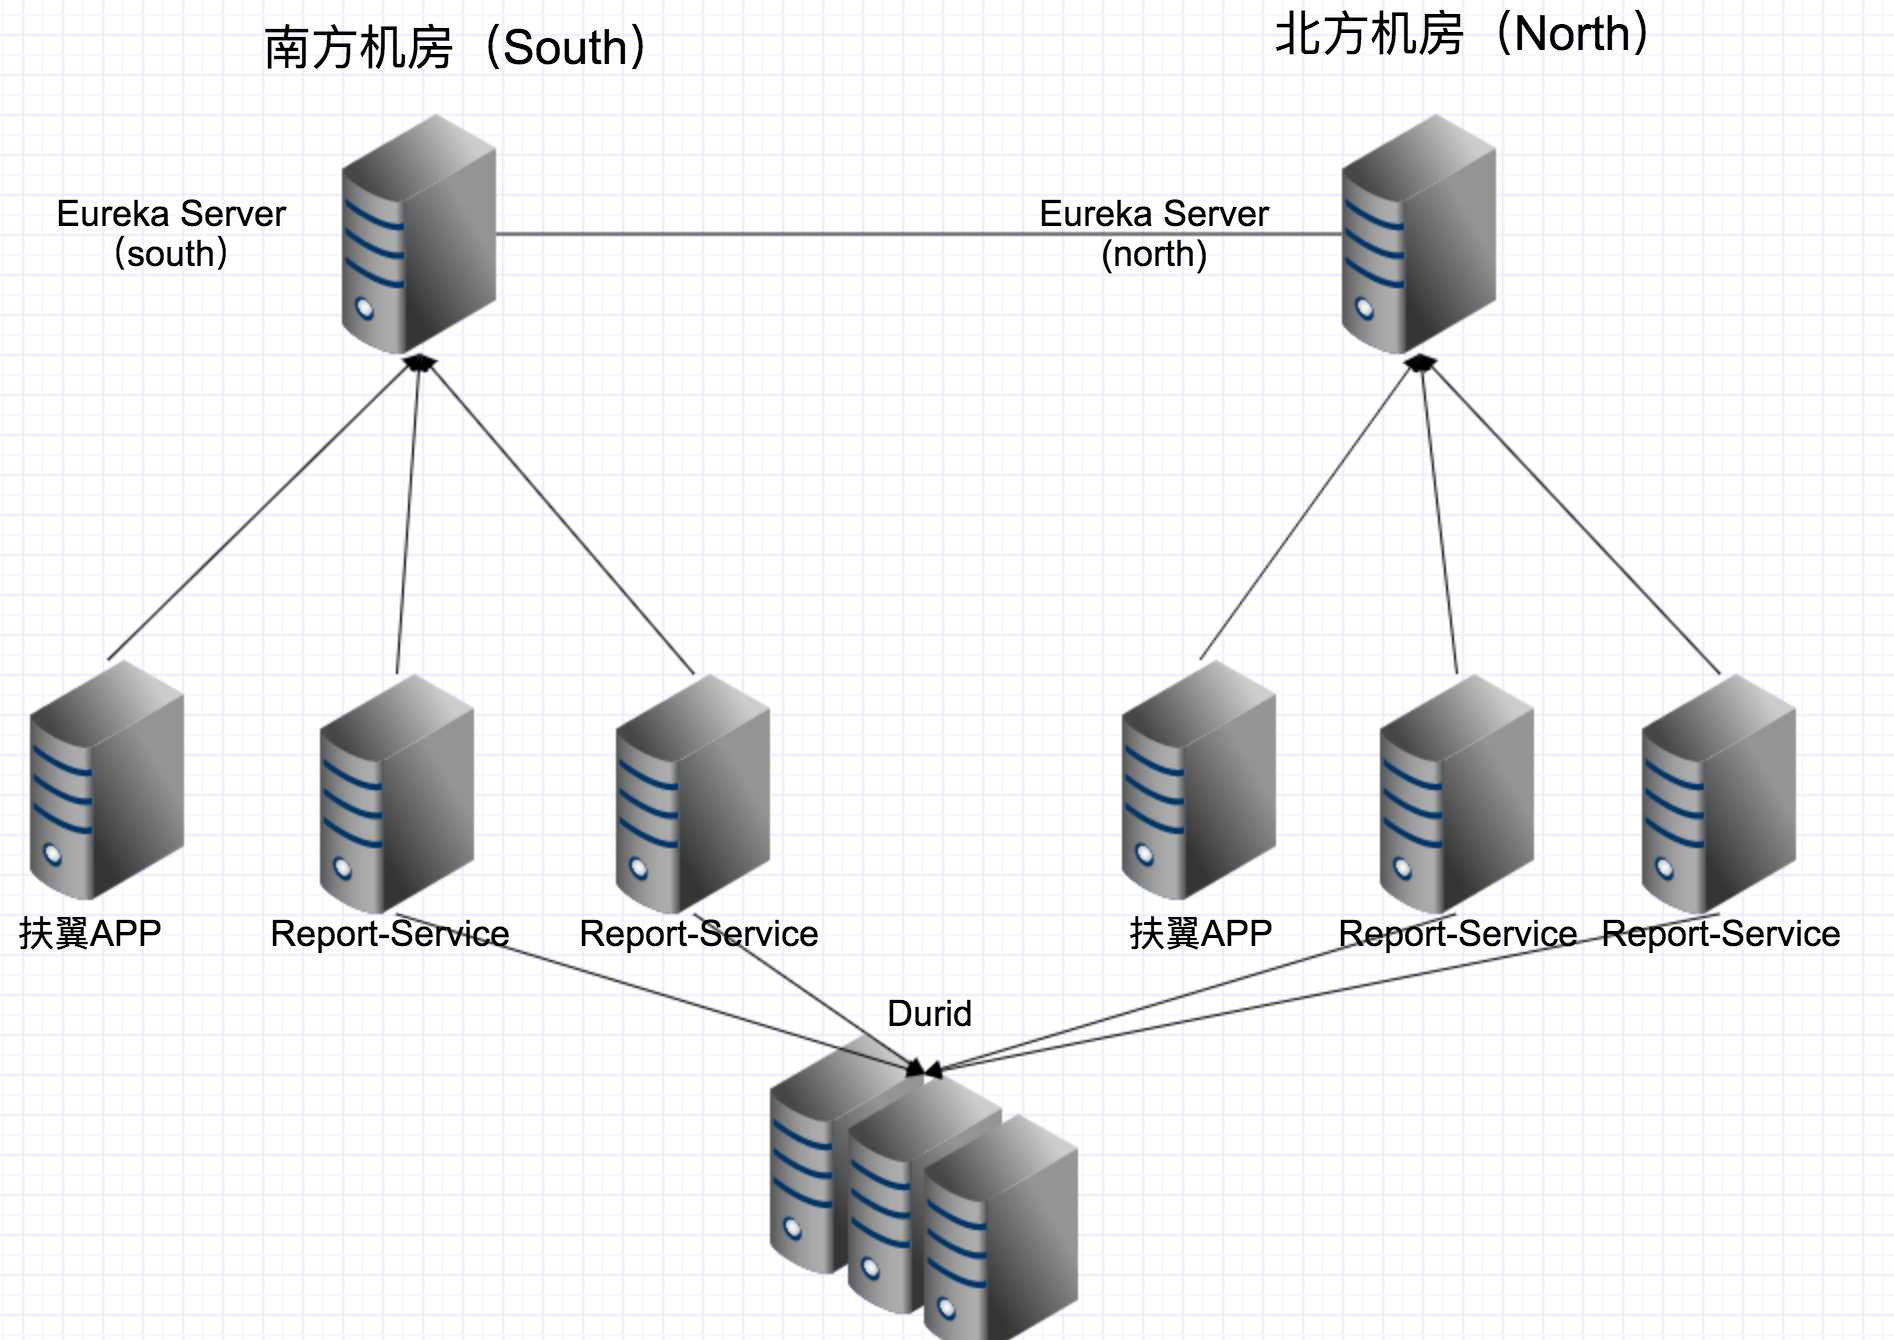 南方机房（South）
北方机房（North）
Eureka Server
（south）
Eureka Server
(north)
扶翼APP
Report-Service
Report-Service
扶翼APP
Report-Service
Report-Service
Durid